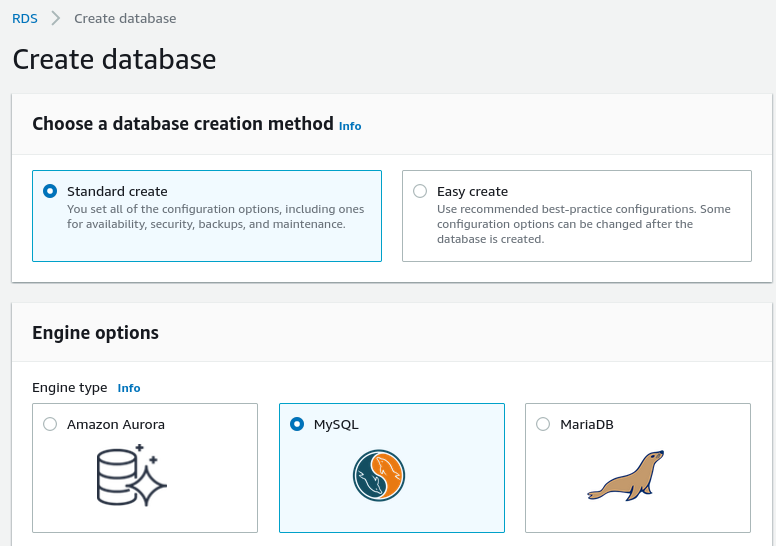 RDS > Create database
Create database
Choose a database creation method Info
Standard create
You set all of the configuration options, including ones
for availability, security, backups, and maintenance.
Easy create
Use recommended best-practice configurations. Some
configuration options can be changed after the
database is created.
Engine options
Engine type Info
Amazon Aurora
MySQL
MariaDB